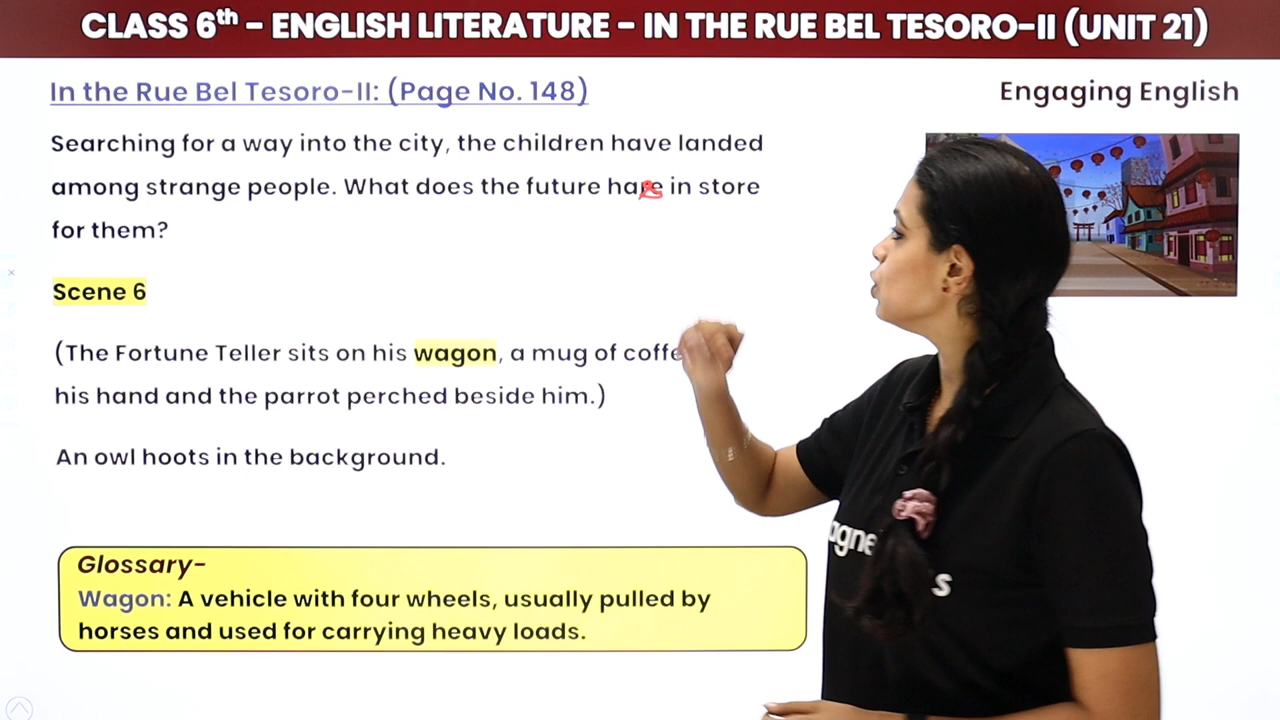 CLASS 6th – ENGLISH LITERATURE – IN THE RUE BEL TESORO-II (UNIT 21)
In the Rue Bel Tesoro-II: (Page No. 148)
Engaging English
Searching for a way into the city, the children have landed
among strange people. What does the future in store
for them?
Scene 6
(The Fortune Teller sits on his wagon, a mug of
his hand and the parrot perched beside him.)
An owl hoots in the background.
Glossary-
Wagon: A vehicle with four wheels, usually pulled by
horses and used for carrying heavy loads.